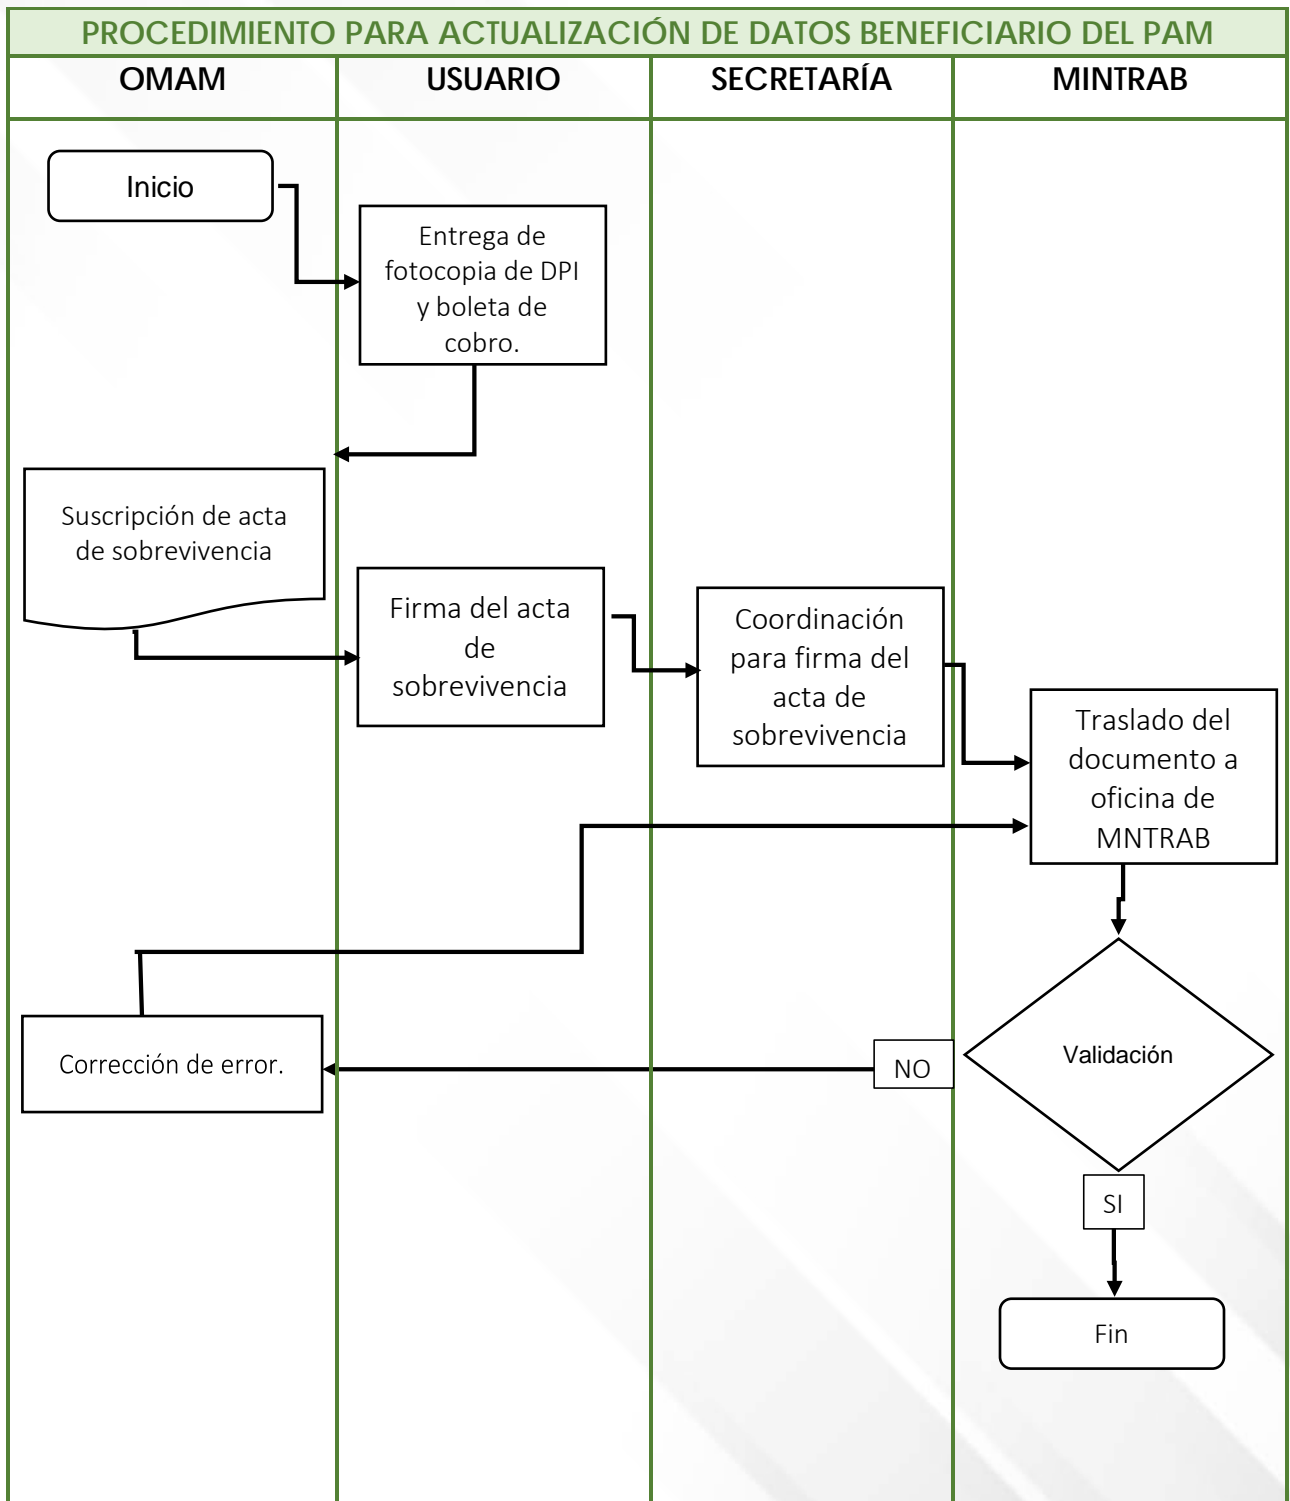 PROCEDIMIENTO PARA ACTUALIZACIÓN DE DATOS BENEFICIARIO DEL PAM
OMAM
USUARIO
SECRETARÍA
MINTRAB
Inicio
Entrega de
fotocopia de DPI
y boleta de
cobro.
Suscripción de acta
de sobrevivencia
Firma del acta
de
sobrevivencia
Coordinación
para firma del
acta de
sobrevivencia
Traslado del
documento a
oficina de
MNTRAB
Validación
NO
Corrección de error.
SI
Fin